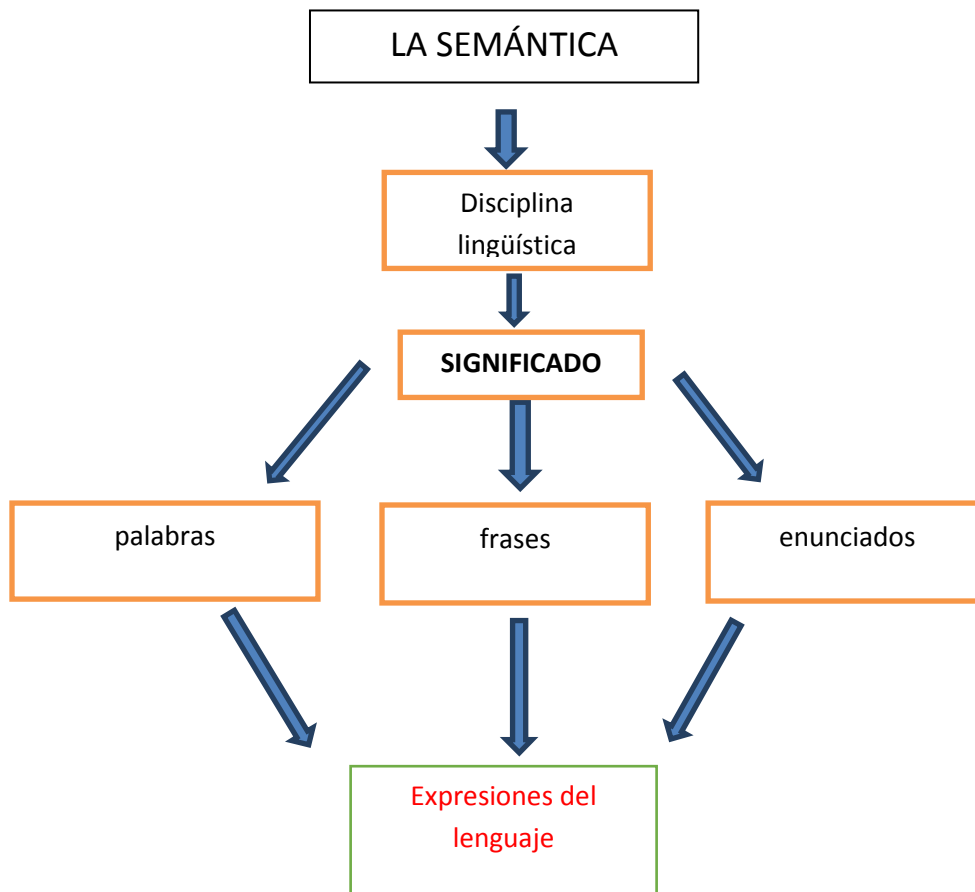 LA SEMÁNTICA
Disciplina
lingüística
SIGNIFICADO
palabras
frases
enunciados
Expresiones del
lenguaje